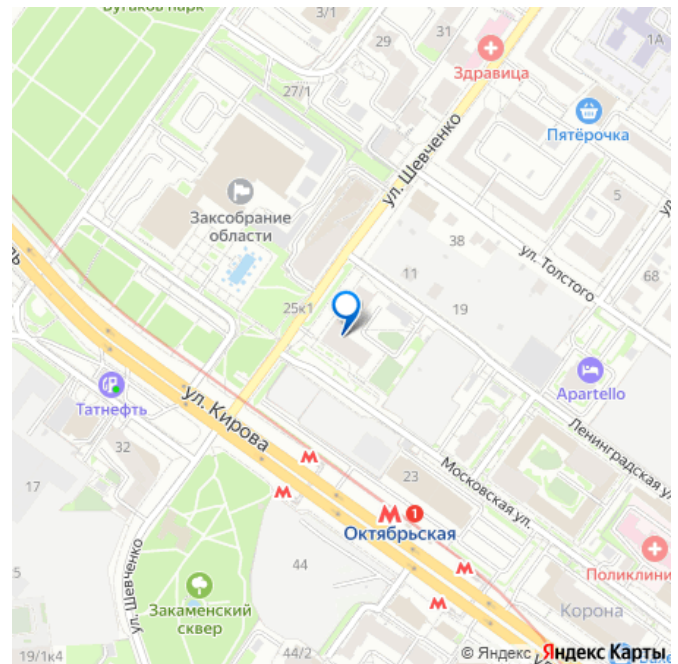 Бугаков парк
3/1
29
31
1А
Здравица
27/1
Пятёрочка
ул. Шевченко
5
Заксобрание
области
38
ул. Толстого
11
68
25к1
19
Apartello
Татнефть
ул. Кирова
32
Ленинградская ул.
23
Московская ул.
17
1
Октябрьская
44
ул. Шевченко
Поликлини
5
Закаменский
сквер
Корона
19/1к4
44/2
© Яндекс Яндекс Карты